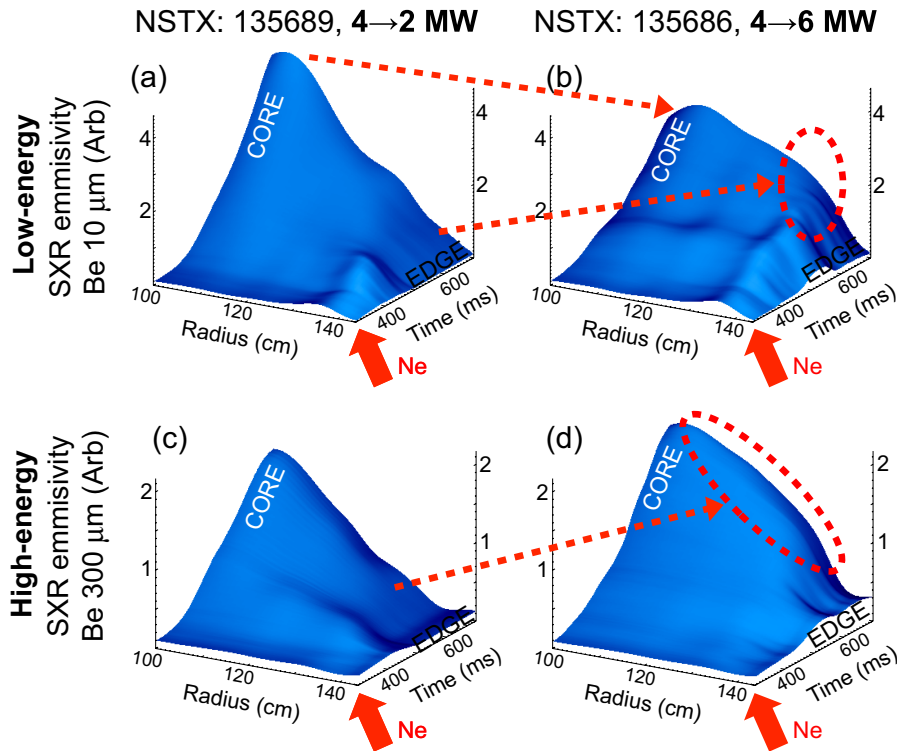 NSTX: 135689, 4→2 MW
NSTX: 135686, 4→6 MW
Low-energy
SXR emmisivity
Be 10 μm (Arb)
(a)
CORE
EDGE
4
2
4
2
100
120
140
400
600
Radius (cm)
Time (ms)
Ne
(b)
CORE
EDGE
4
2
4
2
100
120
140
400
600
Radius (cm)
Time (ms)
Ne
High-energy
SXR emmisivity
Be 300 μm (Arb)
(c)
CORE
EDGE
2
1
2
1
100
120
140
400
600
Radius (cm)
Time (ms)
Ne
(d)
CORE
EDGE
2
1
2
1
100
120
140
400
600
Radius (cm)
Time (ms)
Ne